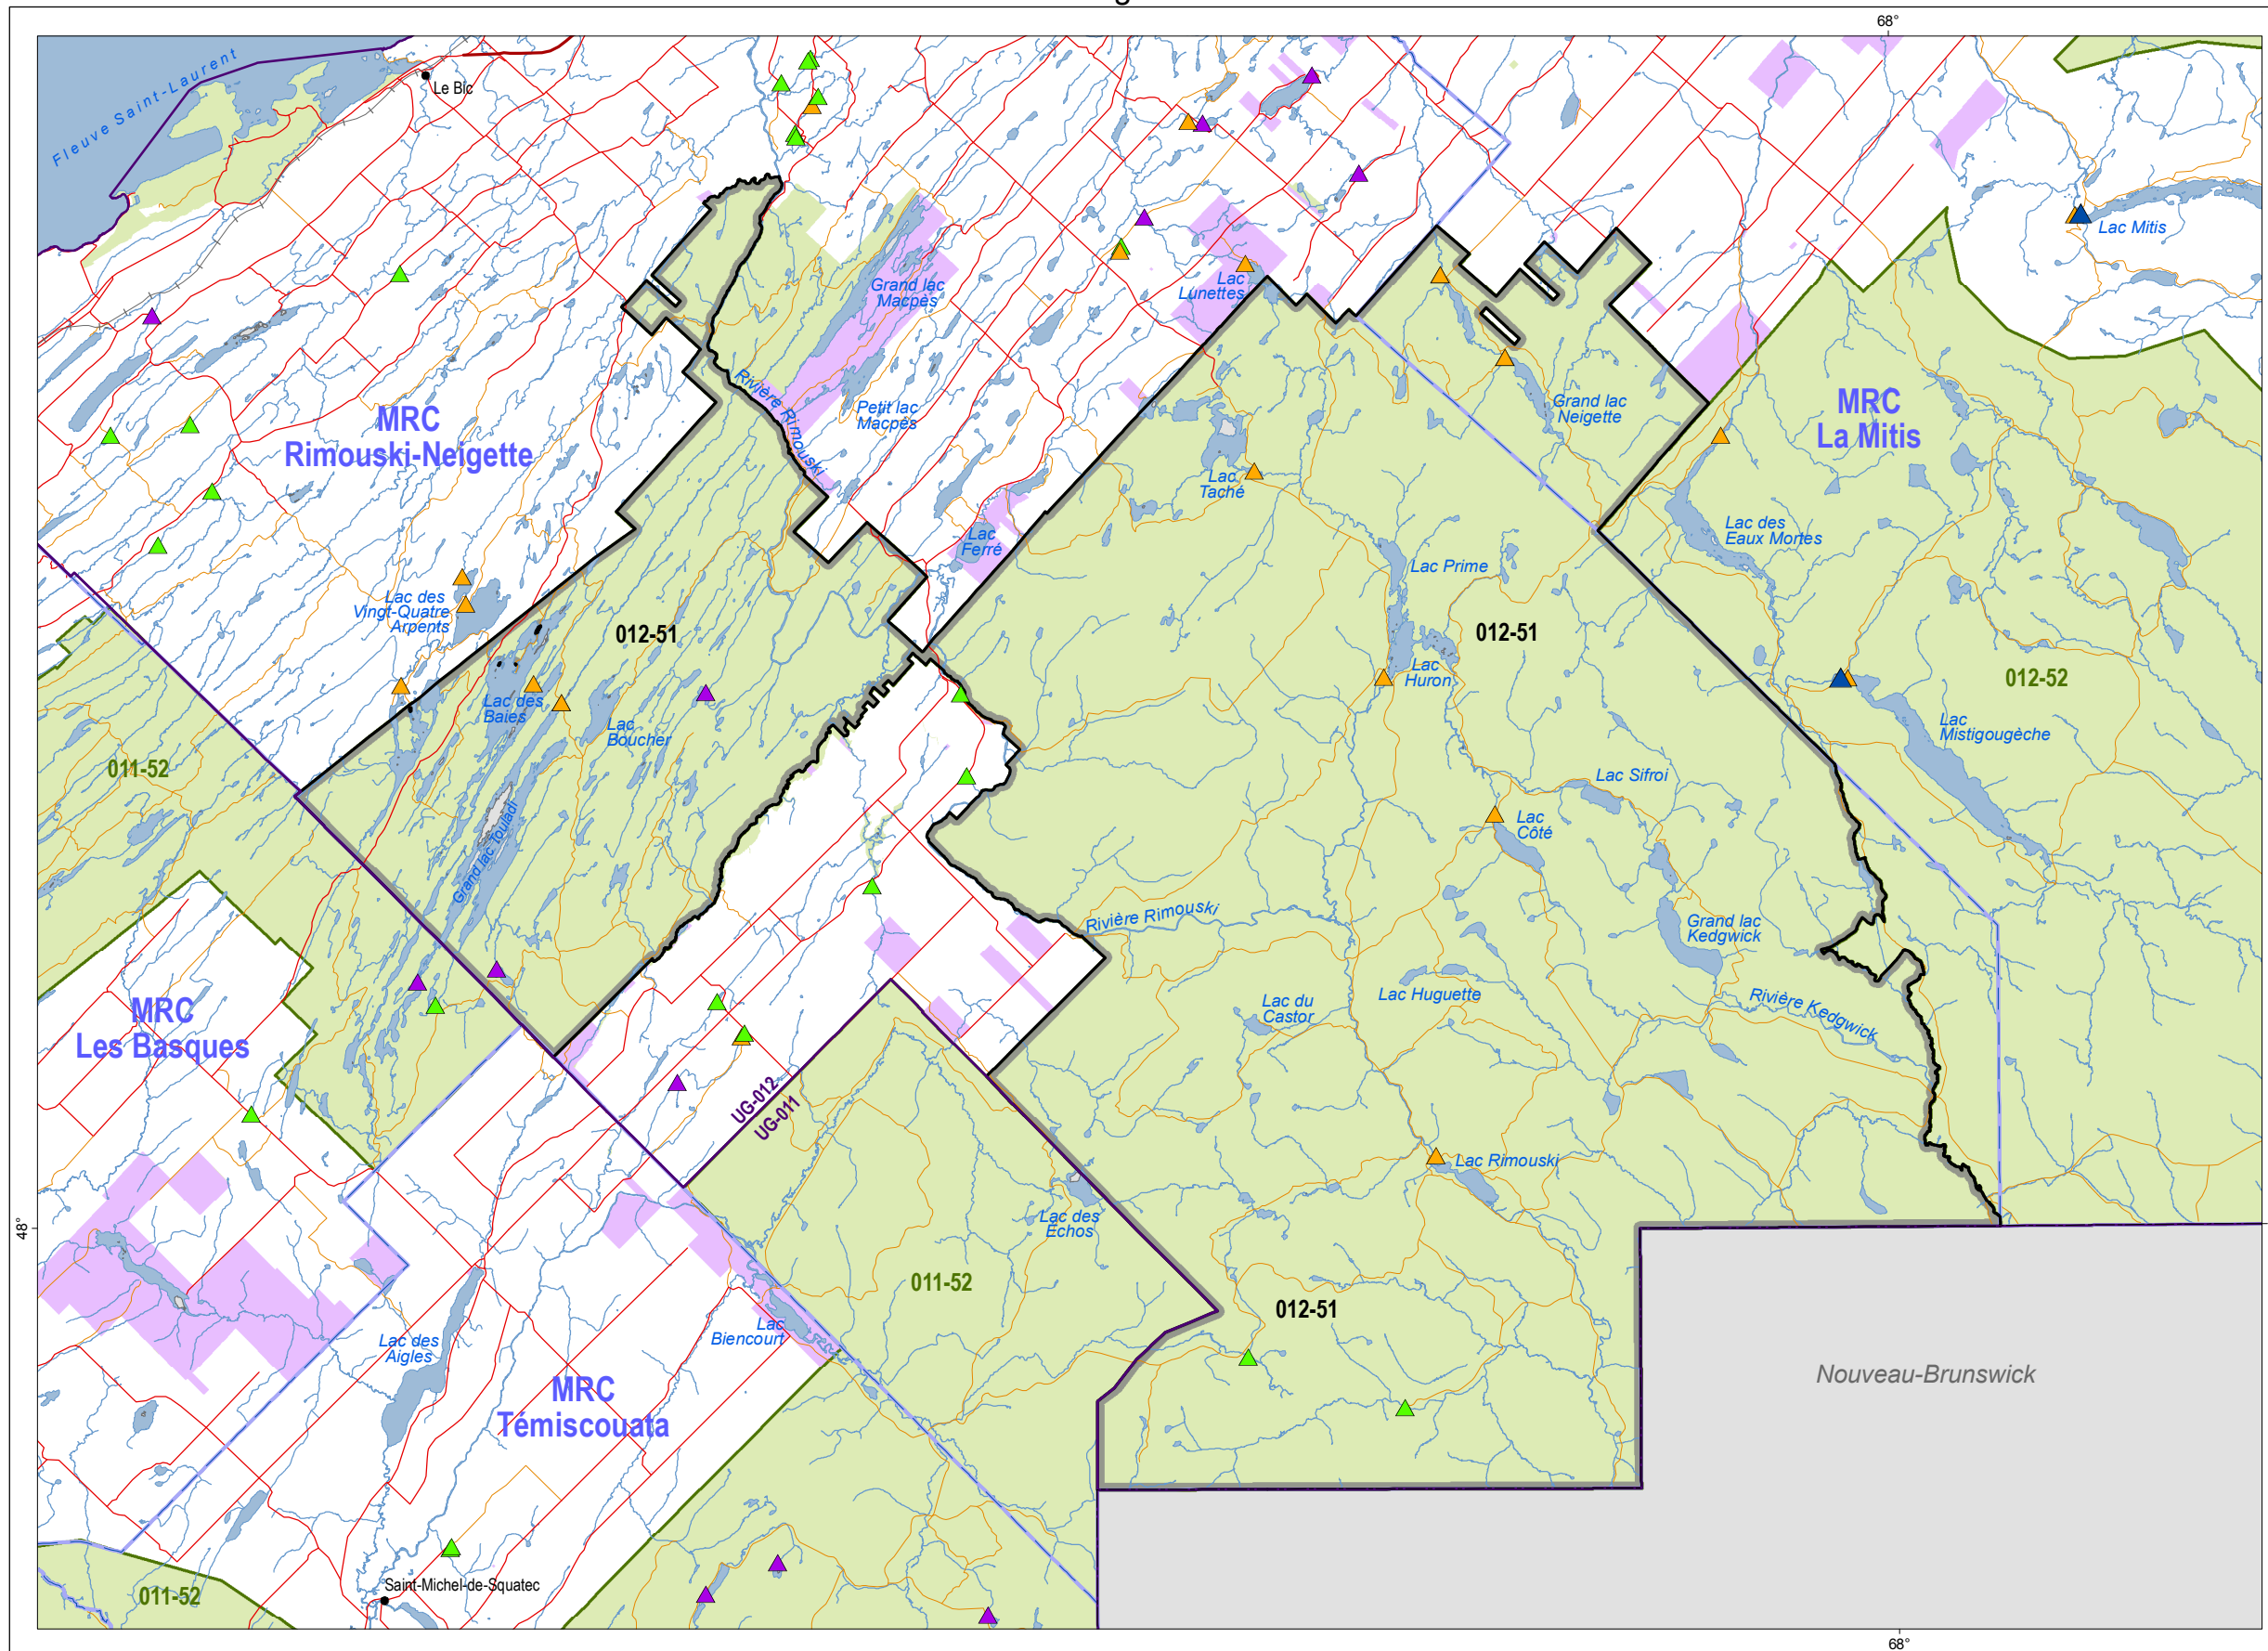 68°
Fleuve Saint-Laurent
Le Bic
Lac Mitis
Grand lac
Macpès
Lac
Lunettes
Rivière Rimouski
Petit lac
Macpès
Grand lac
Neigette
MRC
La Mitis
MRC
Rimouski-Neigette
Lac
Taché
Lac des
Eaux Mortes
Lac
Ferré
Lac Prime
Lac des
Vingt-Quatre
Arpents
012-51
012-51
Lac
Huron
012-52
Lac des
Baies
Lac
Boucher
Lac
Mistigougèche
011-52
Lac Sifroi
Grand lac Touladi
Lac
Côté
Rivière Rimouski
Grand lac
Kedgwick
Lac du
Castor
Lac Huguette
Rivière Kedgwick
MRC
Les Basques
UG-012
UG-011
Lac Rimouski
Lac des
Échos
48°
011-52
012-51
Lac
Biencourt
Lac des
Aigles
MRC
Témiscouata
Nouveau-Brunswick
Saint-Michel-de-Squatec
011-52
68°